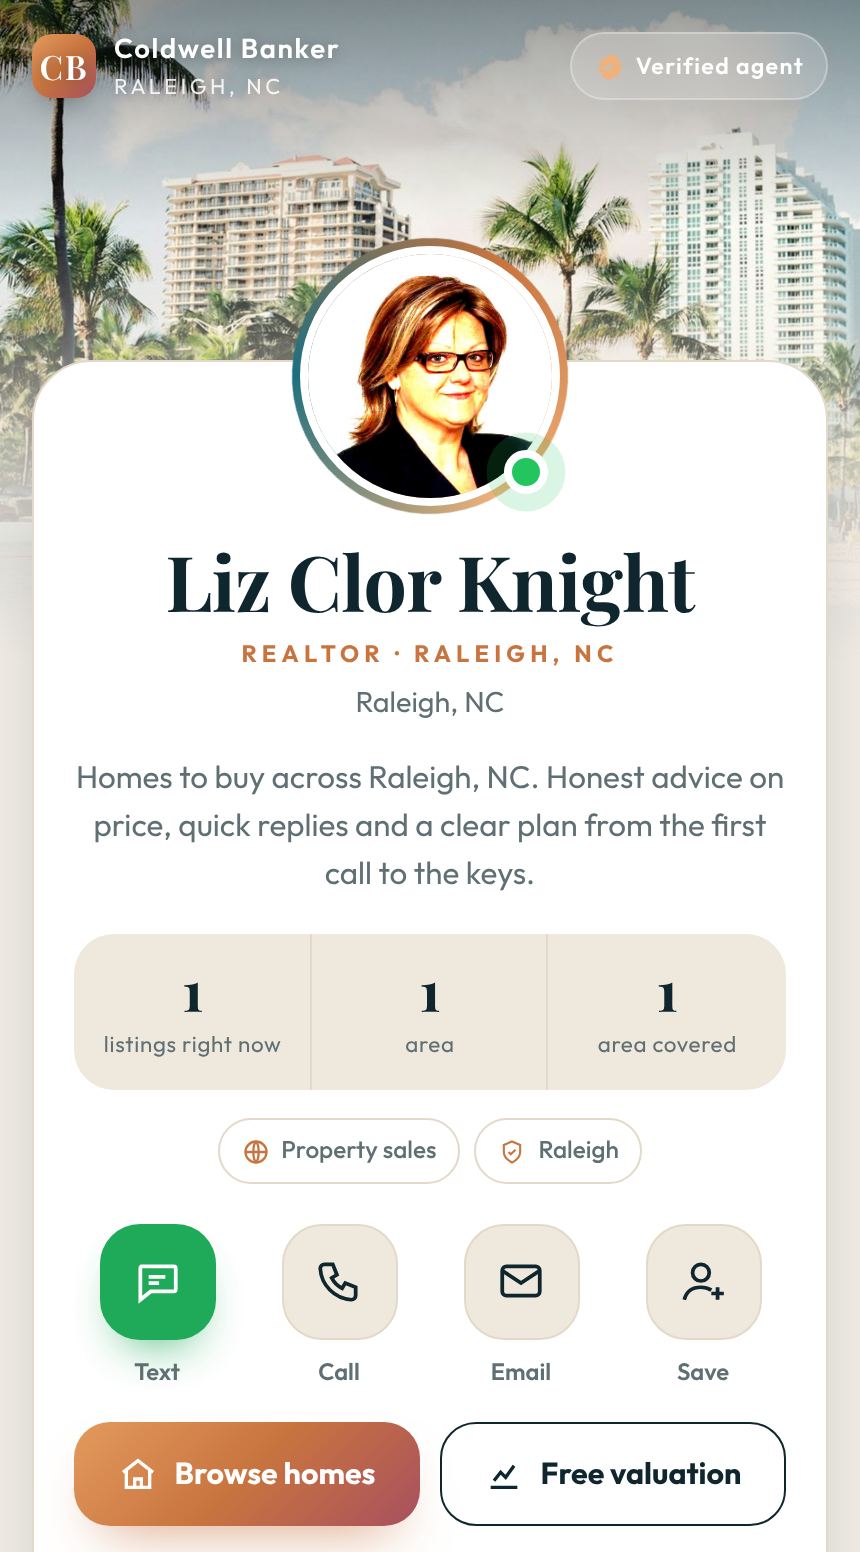 CB
Coldwell Banker
RALEIGH, NC
Verified agent
Liz Clor Knight
REALTOR · RALEIGH, NC
Raleigh, NC
Homes to buy across Raleigh, NC. Honest advice on
price, quick replies and a clear plan from the first
call to the keys.
1
listings right now
1
area
1
area covered
Property sales
Raleigh
Text
Call
Email
Save
Browse homes
Free valuation